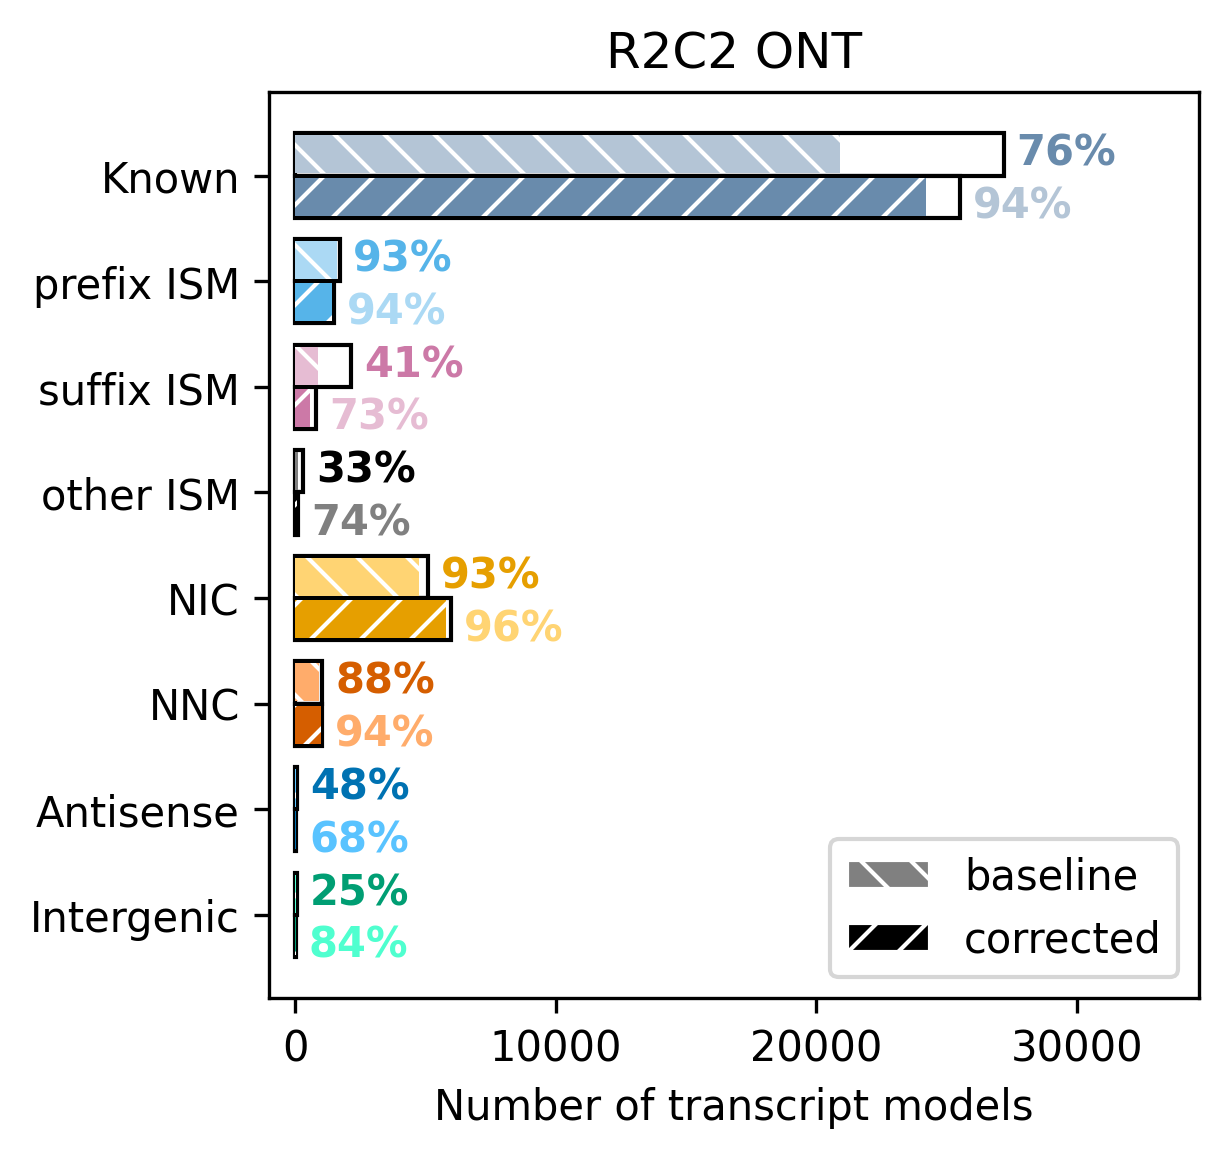 R2C2 ONT
Known
76%
94%
prefix ISM
93%
94%
suffix ISM
41%
73%
other ISM
33%
74%
NIC
93%
96%
NNC
88%
94%
Antisense
48%
68%
Intergenic
25%
84%
baseline
corrected
0 10000 20000 30000
Number of transcript models